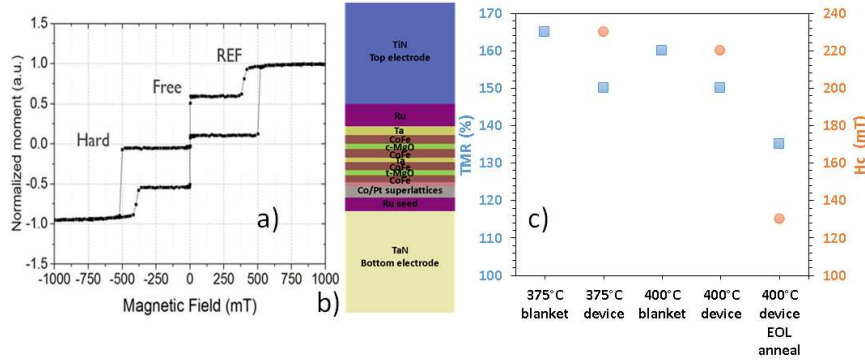 a)
1.5
1.0
0.5
0.0
-0.5
-1.0
-1.5
Normalized moment (a.u.)
REF
Free
Hard
-1000
-500
0
500
1000
Magnetic Field (mT)
b)
TiN
Top electrode
Ru
Ta
CoFe
c-MgO
CoFe
Ta
CoFe
t-MgO
CoFe
Co/Pt superlattices
Ru seed
TaN
Bottom electrode
c)
170
160
150
140
130
120
110
100
TMR (%)
240
220
200
180
160
140
120
100
Hc (mT)
375°C
blanket
375°C
device
400°C
blanket
400°C
device
400°C
device
EOL
anneal